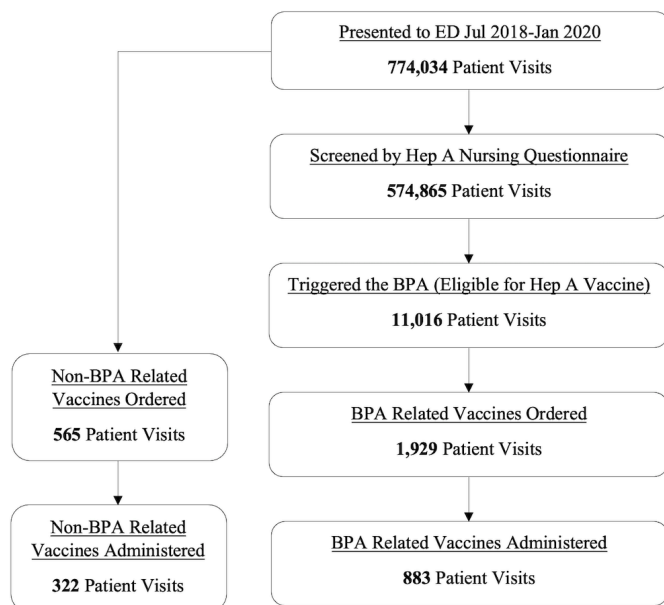 Presented to ED Jul 2018-Jan 2020
774,034 Patient Visits
Screened by Hep A Nursing Questionnaire
574,865 Patient Visits
Triggered the BPA (Eligible for Hep A Vaccine)
11,016 Patient Visits
Non-BPA Related
Vaccines Ordered
565 Patient Visits
BPA Related Vaccines Ordered
1,929 Patient Visits
Non-BPA Related
Vaccines Administered
322 Patient Visits
BPA Related Vaccines Administered
883 Patient Visits